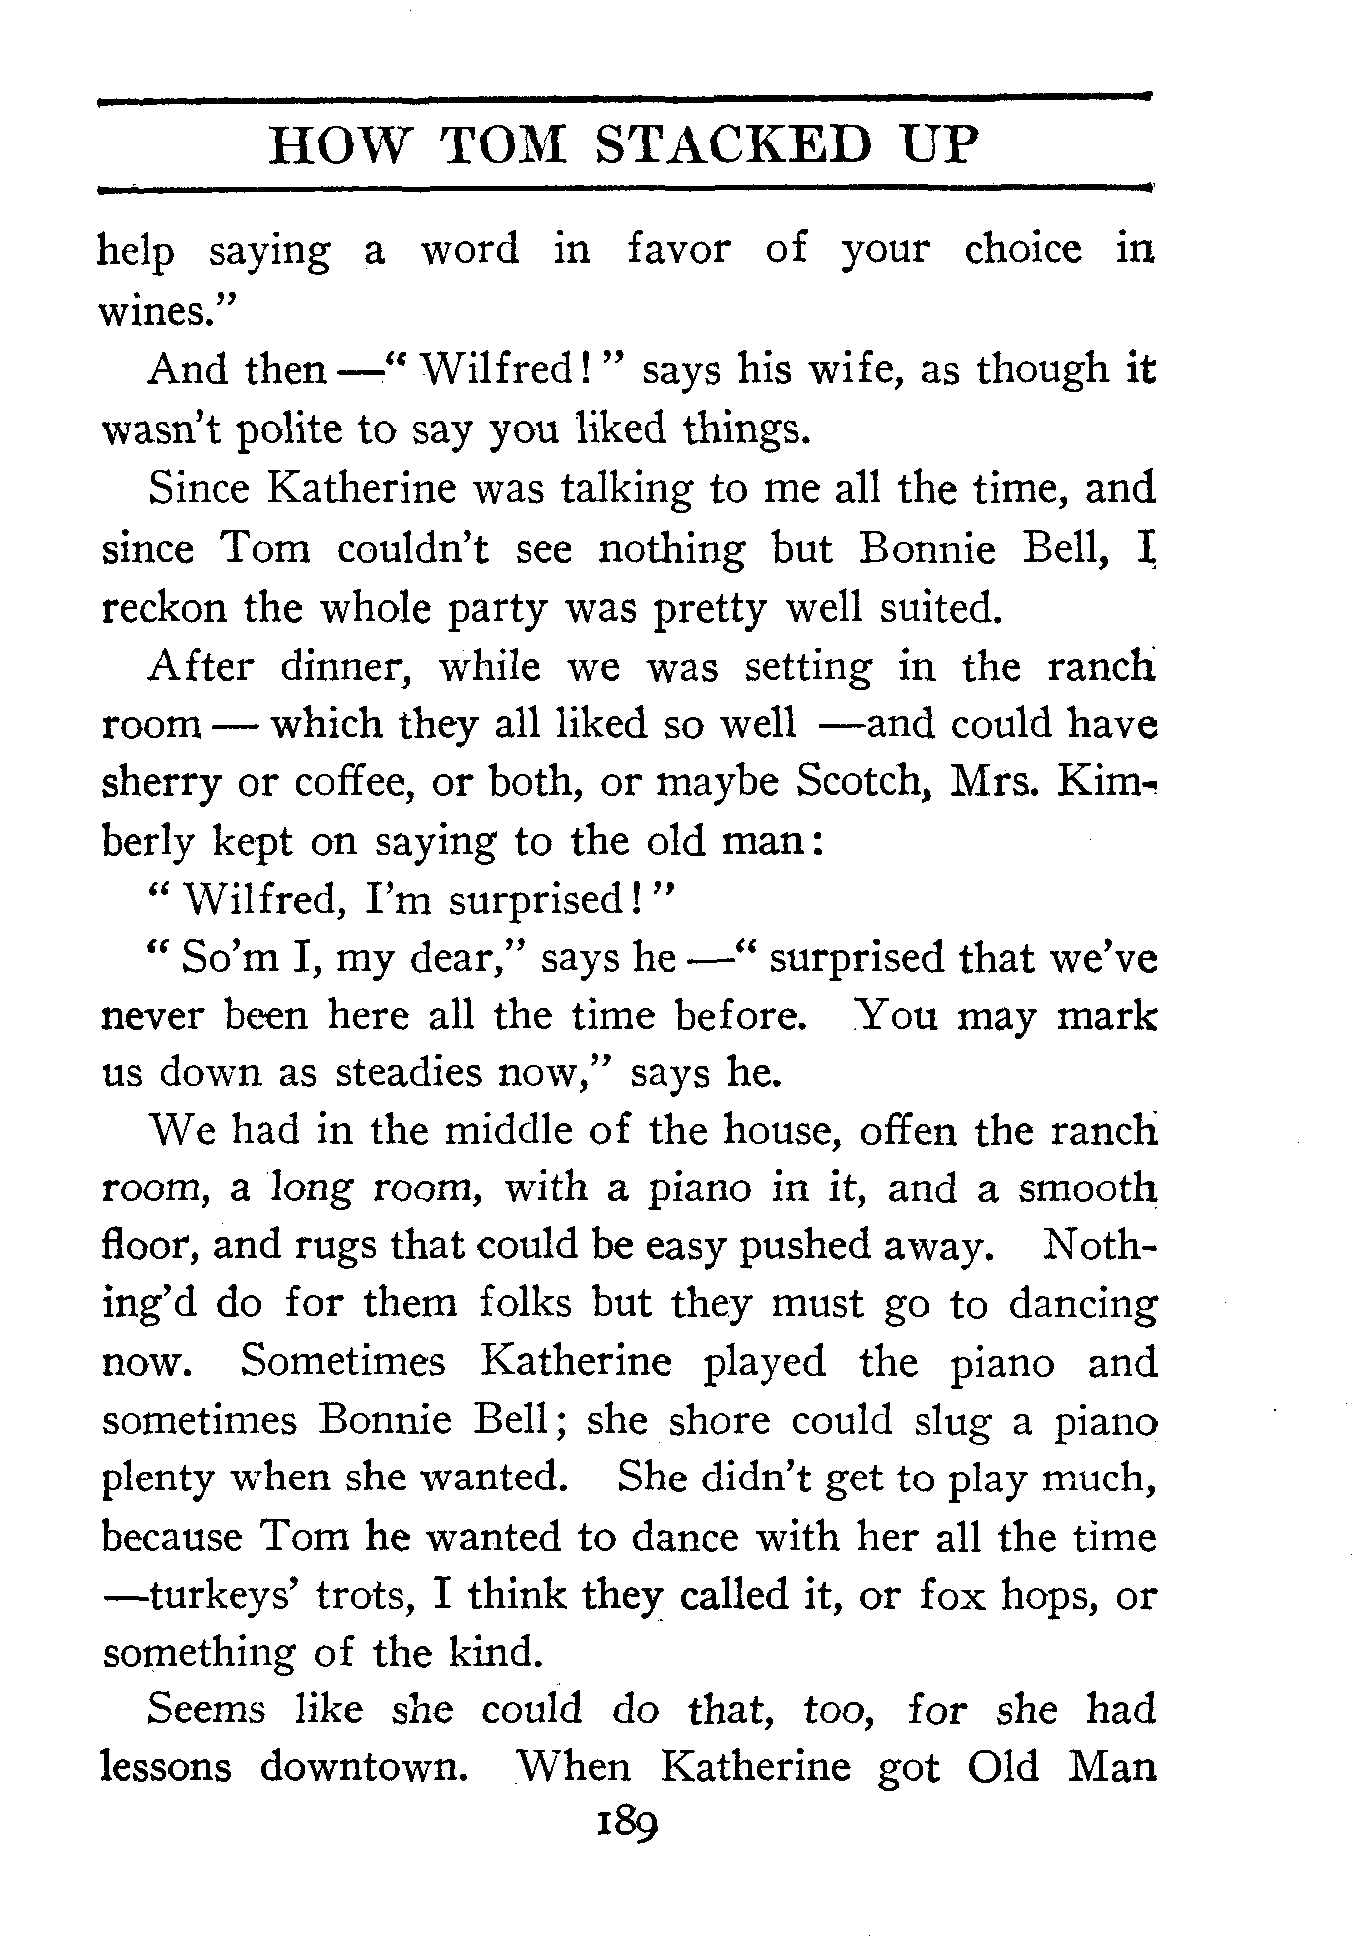 HOW TOM STACKED UP
help saying a word in favor of your choice in
wines."
And then —" Wilfred! " says his wife, as though it
wasn't polite to say you liked things.
Since Katherine was talking to me all the time, and
since Tom couldn't see nothing but Bonnie Bell, I
reckon the whole party was pretty well suited.
After dinner, while we was setting in the ranch
room — which they all liked so well —and could have
sherry or coffee, or both, or maybe Scotch, Mrs. Kim-
berly kept on saying to the old man:
" Wilfred, I'm surprised! "
" So'm I, my dear," says he —" surprised that we've
never been here all the time before. You may mark
us down as steadies now," says he.
We had in the middle of the house, offen the ranch
room, a long room, with a piano in it, and a smooth
floor, and rugs that could be easy pushed away. Noth-
ing'd do for them folks but they must go to dancing
now. Sometimes Katherine played the piano and
sometimes Bonnie Bell; she shore could slug a piano
plenty when she wanted. She didn't get to play much,
because Tom he wanted to dance with her all the time
—turkeys' trots, I think they called it, or fox hops, or
something of the kind.
Seems like she could do that, too, for she had
lessons downtown. When Katherine got Old Man
189